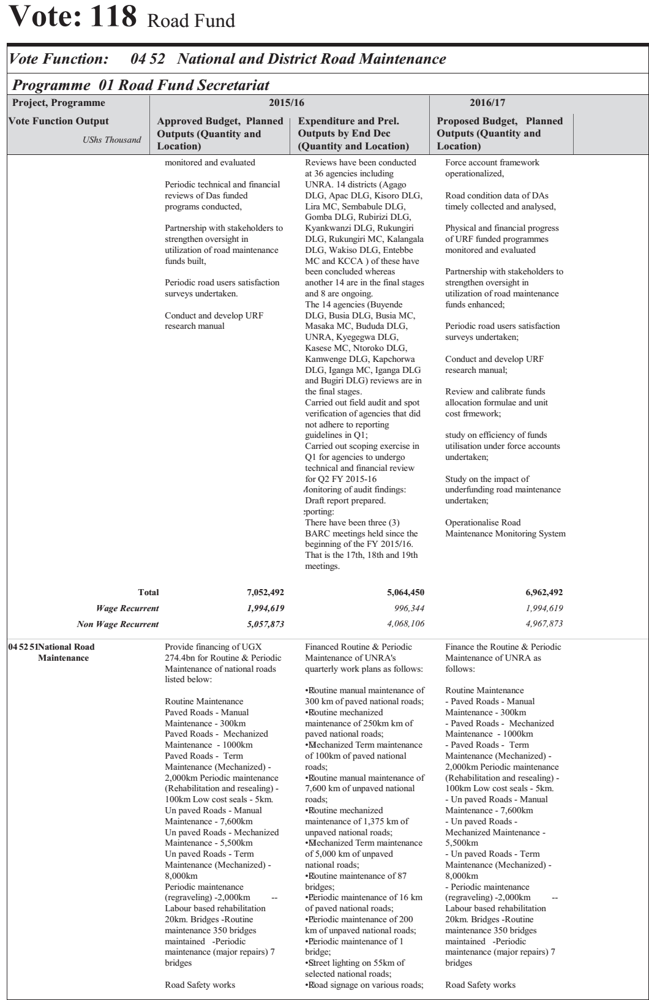 Vote: 118 Road Fund
Vote Function: 04 52 National and District Road Maintenance
Programme 01 Road Fund Secretariat
Project, Programme
Vote Function Output
UShs Thousand
2015/16
Approved Budget, Planned
Outputs (Quantity and
Location)
Expenditure and Prel.
Outputs by End Dec
(Quantity and Location)
2016/17
Proposed Budget, Planned
Outputs (Quantity and
Location)
monitored and evaluated
Periodic technical and financial
reviews of Das funded
programs conducted,
Partnership with stakeholders to
strengthen oversight in
utilization of road maintenance
funds built,
Periodic road users satisfaction
surveys undertaken.
Conduct and develop URF
research manual
Reviews have been conducted
at 36 agencies including
UNRA. 14 districts (Agago
DLG, Apac DLG, Kisoro DLG,
Lira MC, Sembabule DLG,
Gomba DLG, Rubirizi DLG,
Kyankwanzi DLG, Rukungiri
DLG, Rukungiri MC, Kalangala
DLG, Wakiso DLG, Entebbe
MC and KCCA ) of these have
been concluded whereas
another 14 are in the final stages
and 8 are ongoing.
The 14 agencies (Buyende
DLG, Busia DLG, Busia MC,
Masaka MC, Bududa DLG,
UNRA, Kyegegwa DLG,
Kasese MC, Ntoroko DLG,
Kamwenge DLG, Kapchorwa
DLG, Iganga MC, Iganga DLG
and Bugiri DLG) reviews are in
the final stages.
Carried out field audit and spot
verification of agencies that did
not adhere to reporting
guidelines in Q1;
Carried out scoping exercise in
Q1 for agencies to undergo
technical and financial review
for Q2 FY 2015-16
Monitoring of audit findings:
Draft report prepared.
eporting:
There have been three (3)
BARC meetings held since the
beginning of the FY 2015/16.
That is the 17th, 18th and 19th
meetings.
Force account framework
operationalized,
Road condition data of DAs
timely collected and analysed,
Physical and financial progress
of URF funded programmes
monitored and evaluated
Partnership with stakeholders to
strengthen oversight in
utilization of road maintenance
funds enhanced;
Periodic road users satisfaction
surveys undertaken;
Conduct and develop URF
research manual;
Review and calibrate funds
allocation formulae and unit
cost frmework;
study on efficiency of funds
utilisation under force accounts
undertaken;
Study on the impact of
underfunding road maintenance
undertaken;
Operationalise Road
Maintenance Monitoring System
Total 7,052,492 5,064,450 6,962,492
Wage Recurrent 1,994,619 996,344 1,994,619
Non Wage Recurrent 5,057,873 4,068,106 4,967,873
04 52 51National Road
Maintenance
Provide financing of UGX
274.4bn for Routine & Periodic
Maintenance of national roads
listed below:
Routine Maintenance
Paved Roads - Manual
Maintenance - 300km
Paved Roads - Mechanized
Maintenance - 1000km
Paved Roads - Term
Maintenance (Mechanized) -
2,000km Periodic maintenance
(Rehabilitation and resealing) -
100km Low cost seals - 5km.
Un paved Roads - Manual
Maintenance - 7,600km
Un paved Roads - Mechanized
Maintenance - 5,500km
Un paved Roads - Term
Maintenance (Mechanized) -
8,000km
Periodic maintenance
(regraveling) -2,000km --
Labour based rehabilitation
20km. Bridges -Routine
maintenance 350 bridges
maintained -Periodic
maintenance (major repairs) 7
bridges
Road Safety works
Financed Routine & Periodic
Maintenance of UNRA's
quarterly work plans as follows:
•Routine manual maintenance of
300 km of paved national roads;
•Routine mechanized
maintenance of 250km km of
paved national roads;
•Mechanized Term maintenance
of 100km of paved national
roads;
•Routine manual maintenance of
7,600 km of unpaved national
roads;
•Routine mechanized
maintenance of 1,375 km of
unpaved national roads;
•Mechanized Term maintenance
of 5,000 km of unpaved
national roads;
•Routine maintenance of 87
bridges;
•Periodic maintenance of 16 km
of paved national roads;
•Periodic maintenance of 200
km of unpaved national roads;
•Periodic maintenance of 1
bridge;
•Street lighting on 55km of
selected national roads;
•Road signage on various roads;
Finance the Routine & Periodic
Maintenance of UNRA as
follows:
Routine Maintenance
- Paved Roads - Manual
Maintenance - 300km
- Paved Roads - Mechanized
Maintenance - 1000km
- Paved Roads - Term
Maintenance (Mechanized) -
2,000km Periodic maintenance
(Rehabilitation and resealing) -
100km Low cost seals - 5km.
- Un paved Roads - Manual
Maintenance - 7,600km
- Un paved Roads -
Mechanized Maintenance -
5,500km
- Un paved Roads - Term
Maintenance (Mechanized) -
8,000km
- Periodic maintenance
(regraveling) -2,000km --
Labour based rehabilitation
20km. Bridges -Routine
maintenance 350 bridges
maintained -Periodic
maintenance (major repairs) 7
bridges
Road Safety works